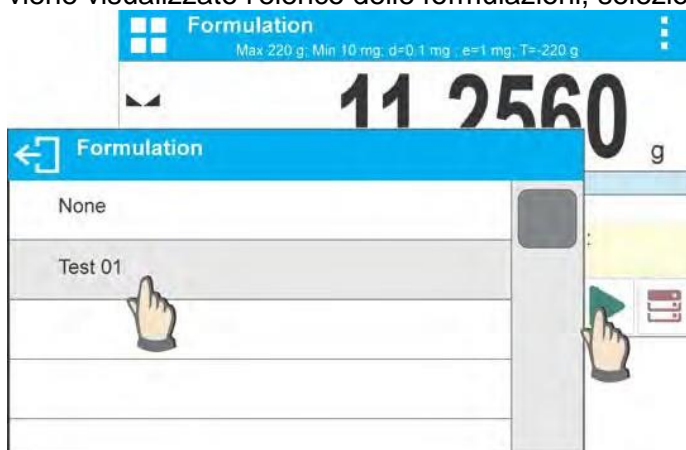 viene visualizzato l'elenco delle formulazioni, selezio
Formulation
Max 220 g; Min 10 mg; d=0.1 mg ; e=1 mg; T=-220 g
11.2560
g
Formulation
None
:
Test 01